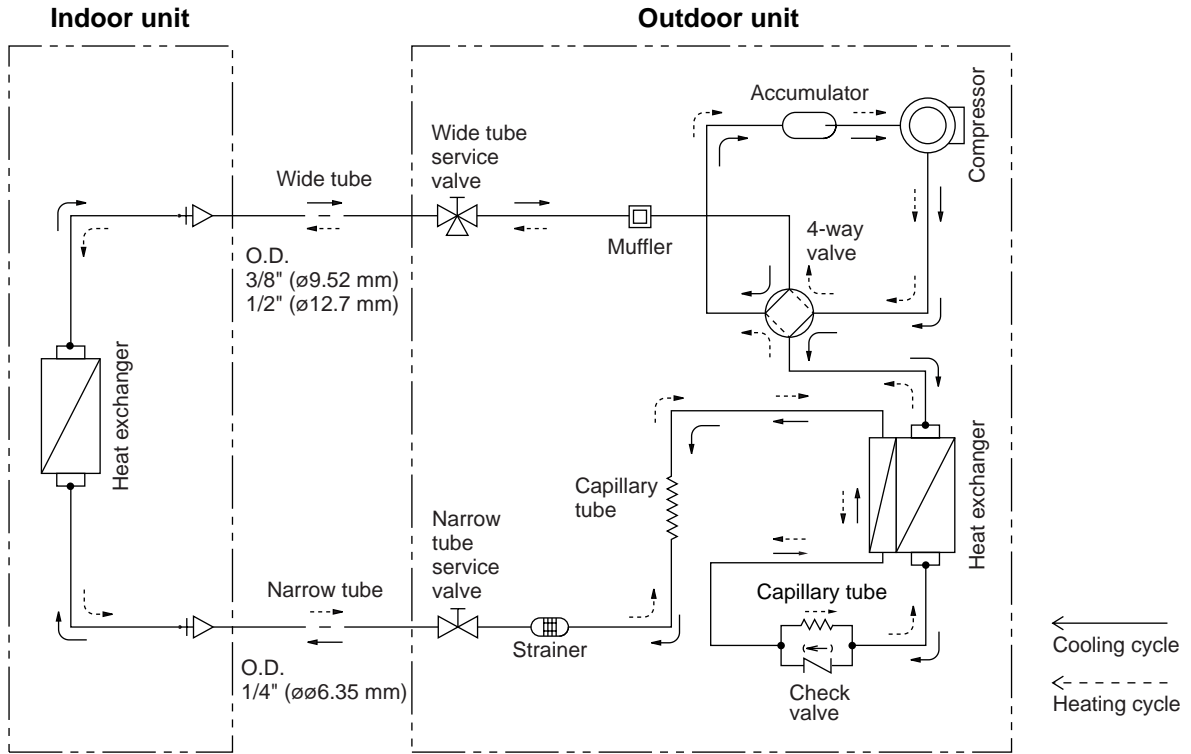 Indoor unit
Outdoor unit
Accumulator
Compressor
Wide tube
service
valve
Wide tube
Muffler
4-way
valve
O.D.
3/8" (ø9.52 mm)
1/2" (ø12.7 mm)
Heat exchanger
Capillary
tube
Heat exchanger
Narrow
tube
service
valve
Narrow tube
Capillary tube
Strainer
O.D.
1/4" (øø6.35 mm)
Check
valve
Cooling cycle
Heating cycle